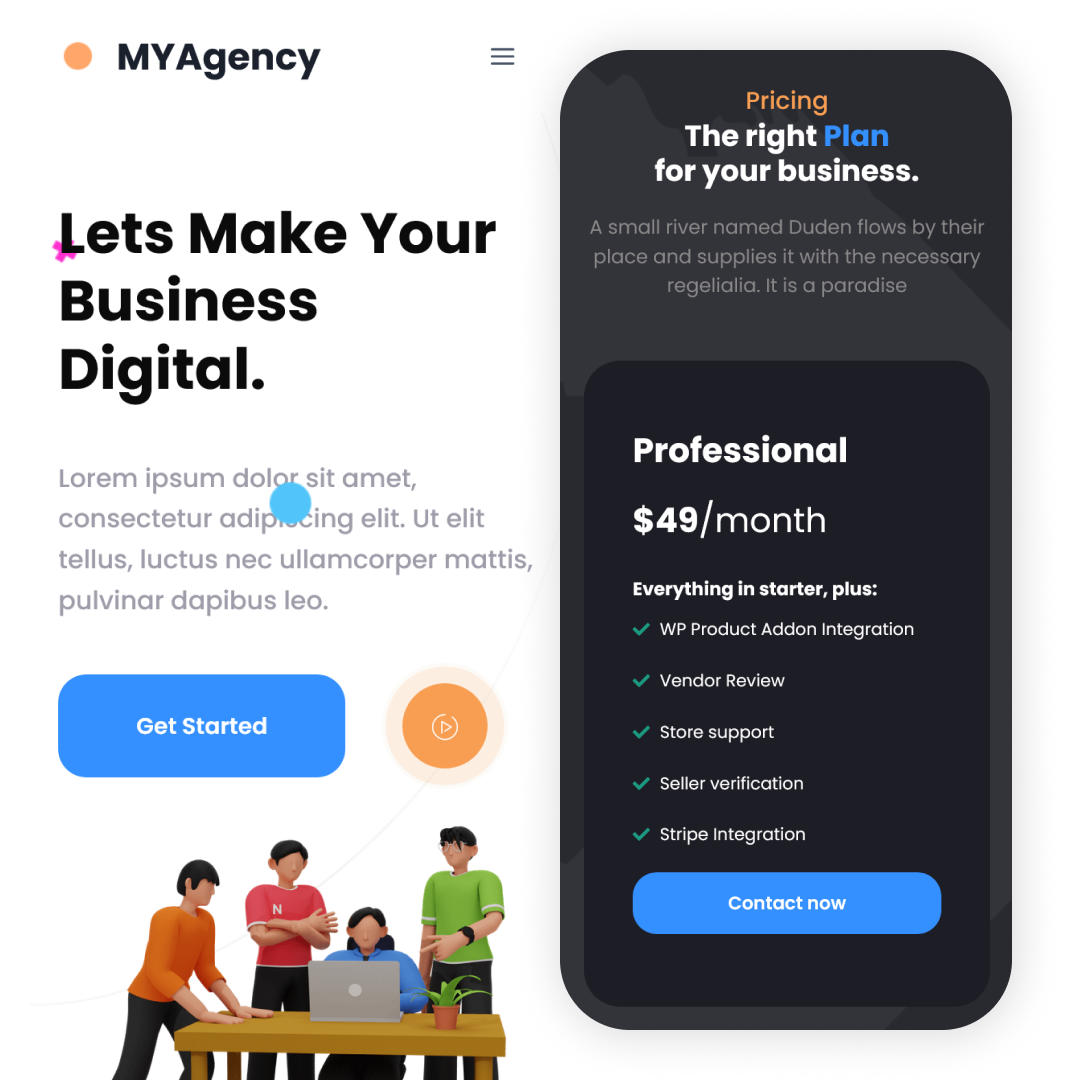 MYAgency
Lets Make Your
Business
Digital.
Lorem ipsum dolor sit amet,
consectetur adipiscing elit. Ut elit
tellus, luctus nec ullamcorper mattis,
pulvinar dapibus leo.
Get Started
N
Pricing
The right Plan
for your business.
A small river named Duden flows by their
place and supplies it with the necessary
regelialia. It is a paradise
Professional
$49/month
Everything in starter, plus:
WP Product Addon Integration
Vendor Review
Store support
Seller verification
Stripe Integration
Contact now